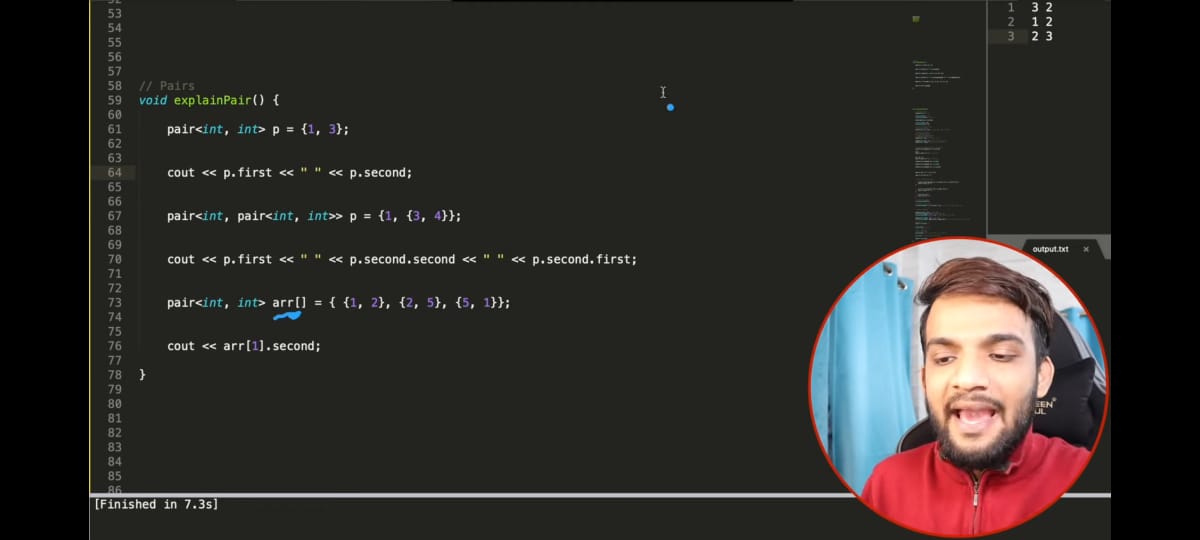 52
53
54
55
56
57
58 // Pairs
59 void explainPair() {
60
61 pair<int, int> p = {1, 3};
62
63
64 cout << p.first << " " << p.second;
65
66
67 pair<int, pair<int, int>> p = {1, {3, 4}};
68
69
70 cout << p.first << " " << p.second.second << " " << p.second.first;
71
72
73 pair<int, int> arr[] = { {1, 2}, {2, 5}, {5, 1}};
74
75
76 cout << arr[1].second;
77
78 }
79
80
81
82
83
84
85
86
[Finished in 7.3s]
1 3 2
2 1 2
3 2 3
output.txt ×